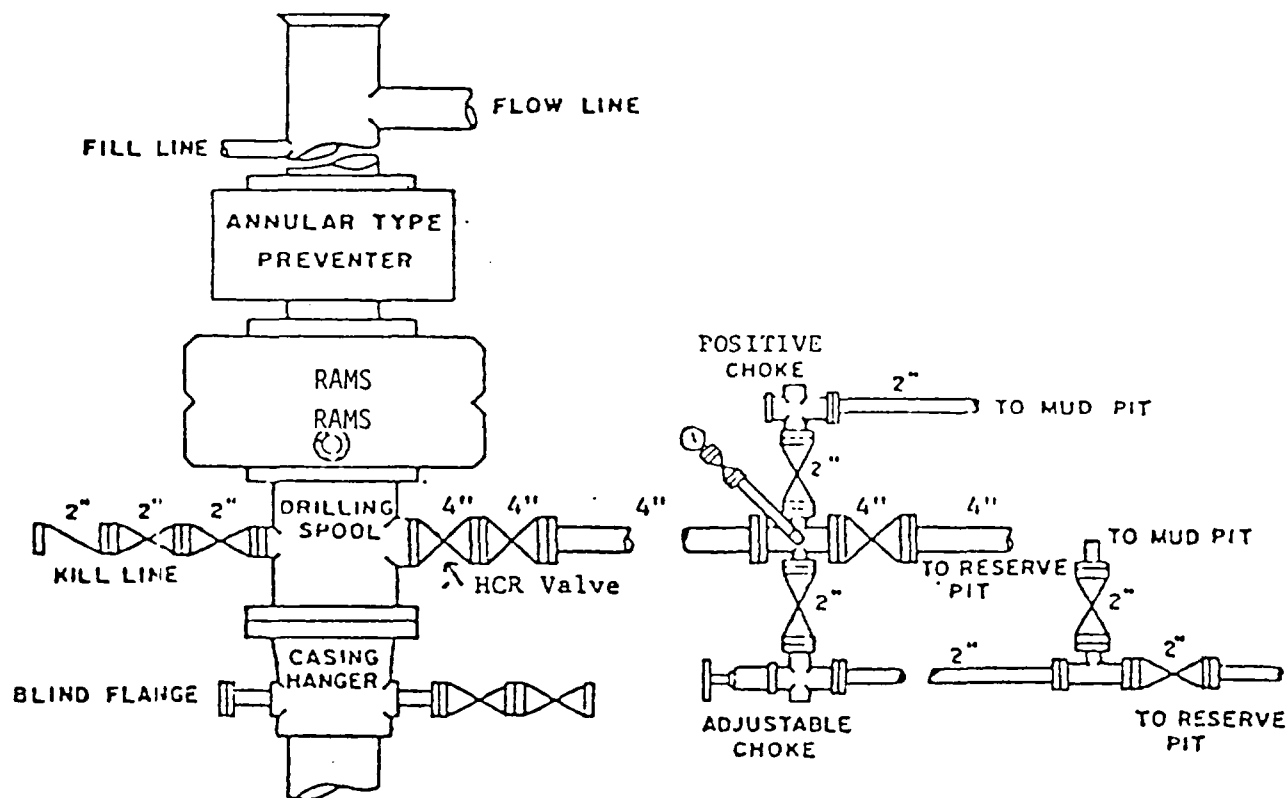 FLOW LINE
FILL LINE
ANNULAR TYPE
PREVENTER
RAMS
RAMS
POSITIVE
CHOKE
2"
TO MUD PIT
2"
2" 2" 2"
DRILLING
SPOOL
4" 4" 4"
4" 4"
KILL LINE
HCR Valve
TO RESERVE
PIT
TO MUD PIT
2"
2"
2" 2"
CASING
HANGER
BLIND FLANGE
ADJUSTABLE
CHOKE
TO RESERVE
PIT